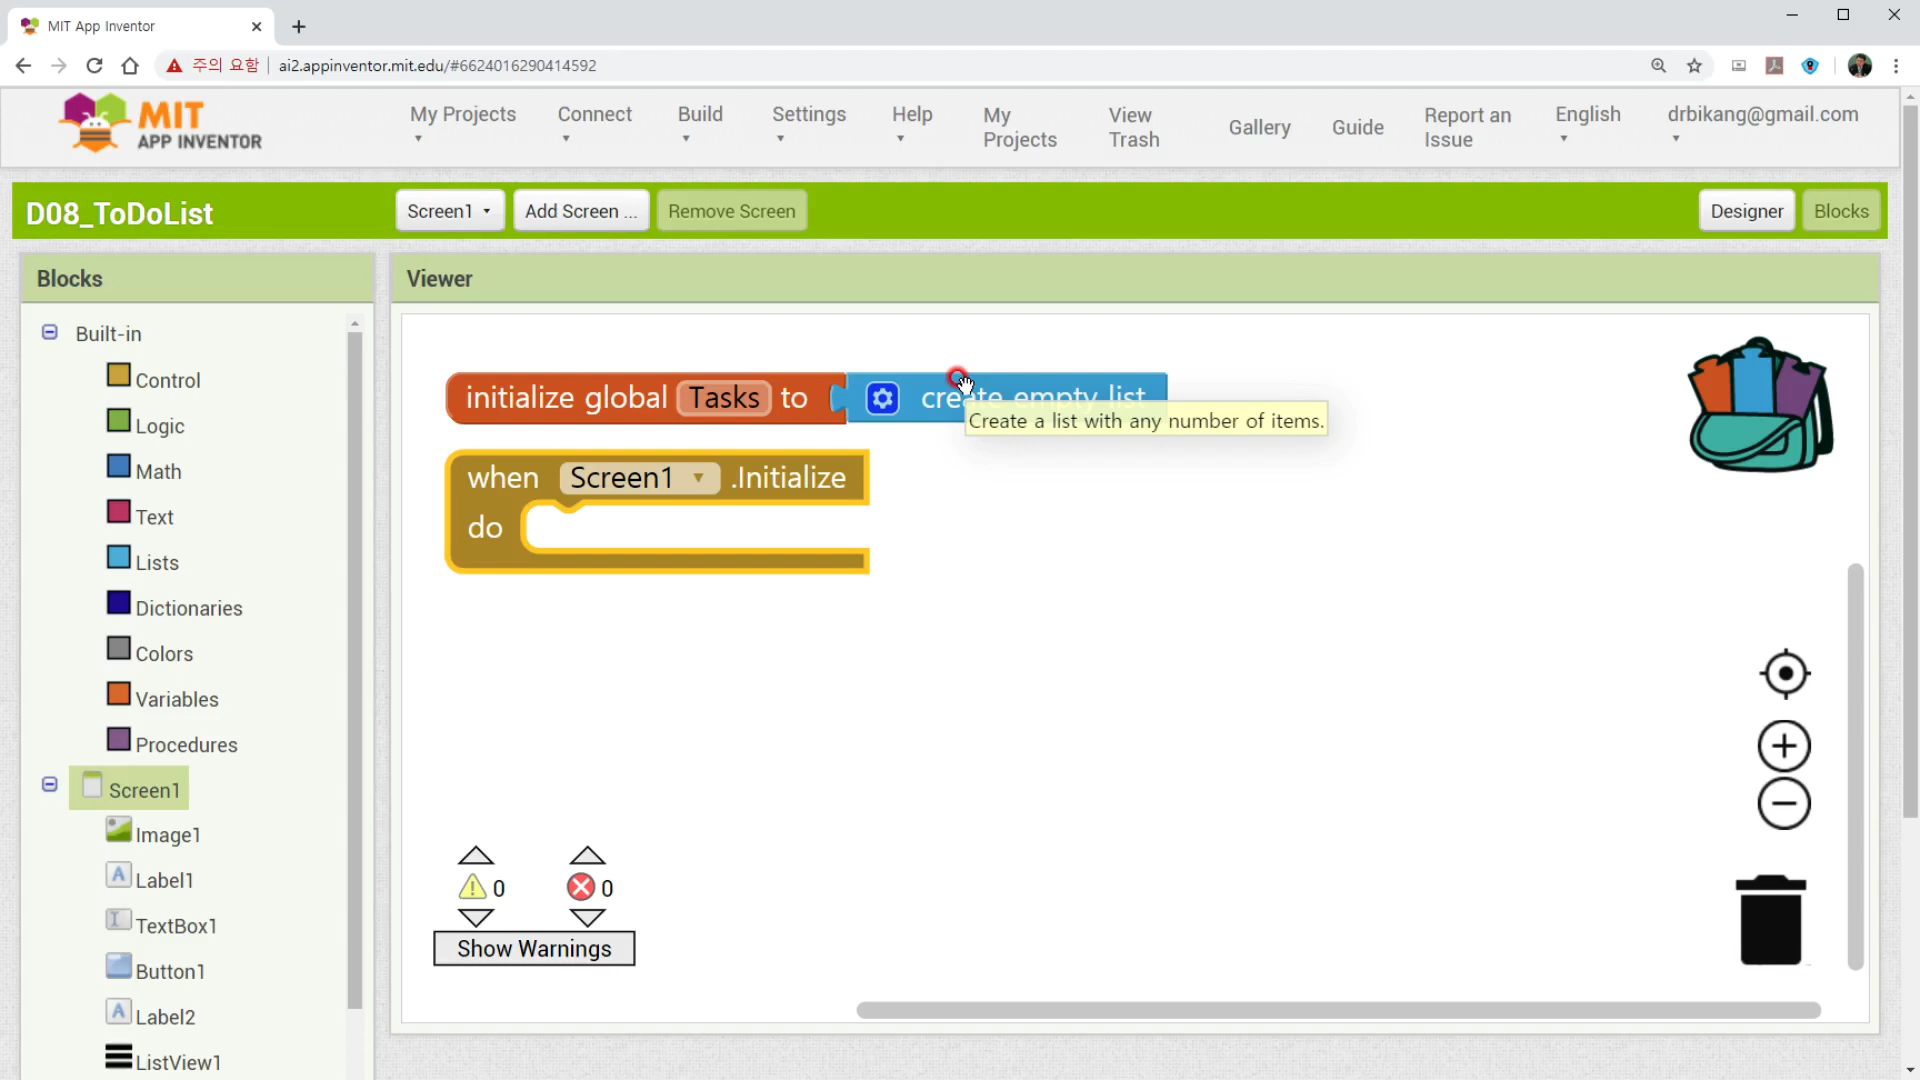 MIT App Inventor
주의 요함
ai2.appinventor.mit.edu/#6624016290414592
MIT
APP INVENTOR
My Projects
Connect
Build
Settings
Help
My
Projects
View
Trash
Gallery
Guide
Report an
Issue
English
drbikang@gmail.com
D08_ToDoList
Screen1
Add Screen ...
Remove Screen
Designer
Blocks
Blocks
Viewer
Built-in
Control
Logic
Math
Text
Lists
Dictionaries
Colors
Variables
Procedures
Screen1
Image1
Label1
TextBox1
Button1
Label2
ListView1
initialize global Tasks to create empty list
Create a list with any number of items.
when Screen1 .Initialize
do
0
0
Show Warnings